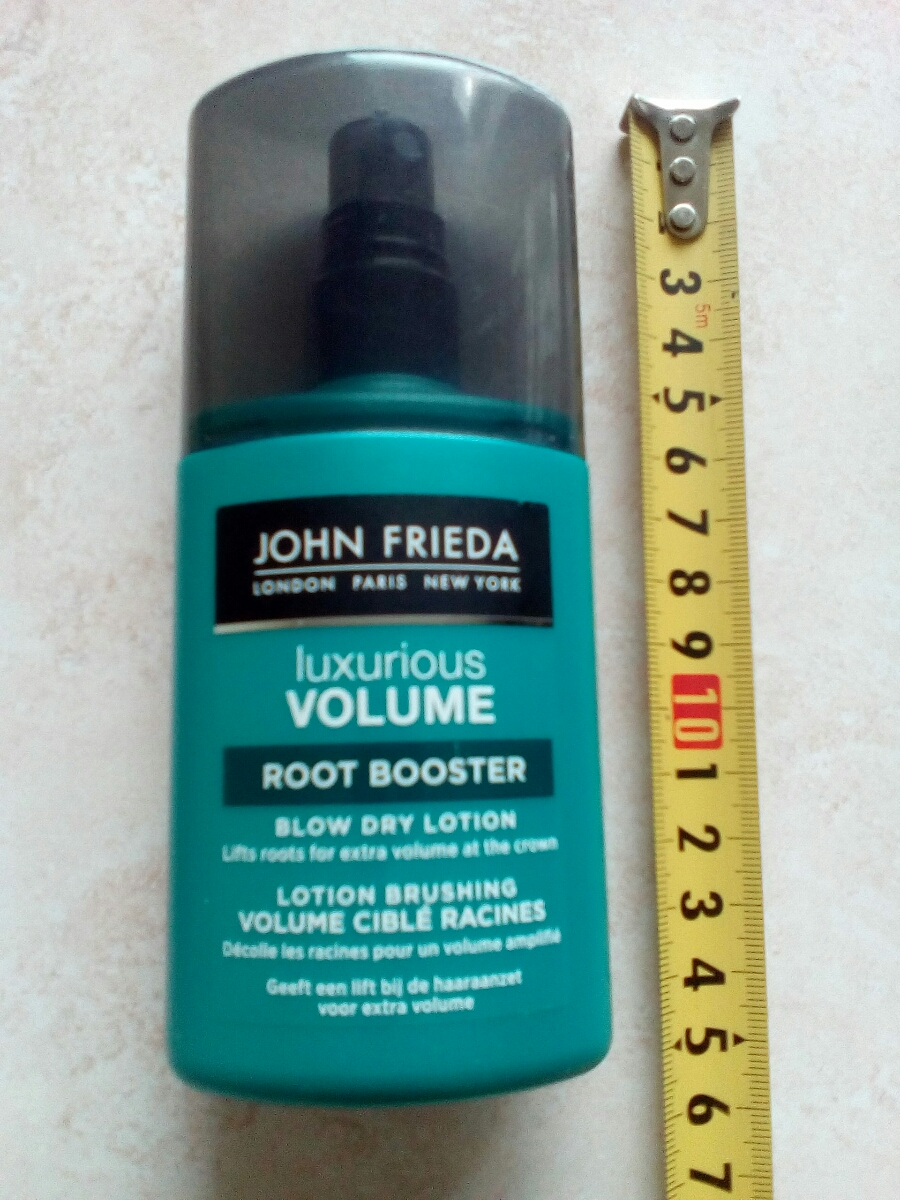 JOHN FRIEDA
LONDON PARIS NEW YORK
luxurious
VOLUME
ROOT BOOSTER
BLOW DRY LOTION
Lifts roots for extra volume at the crown
LOTION BRUSHING
VOLUME CIBLÉ RACINES
Décolle les racines pour un volume amplifié
Geeft een lift bij de haaraanzet
voor extra volume
3
5m
4
5
6
7
8
9
10
1
2
3
4
5
6
7